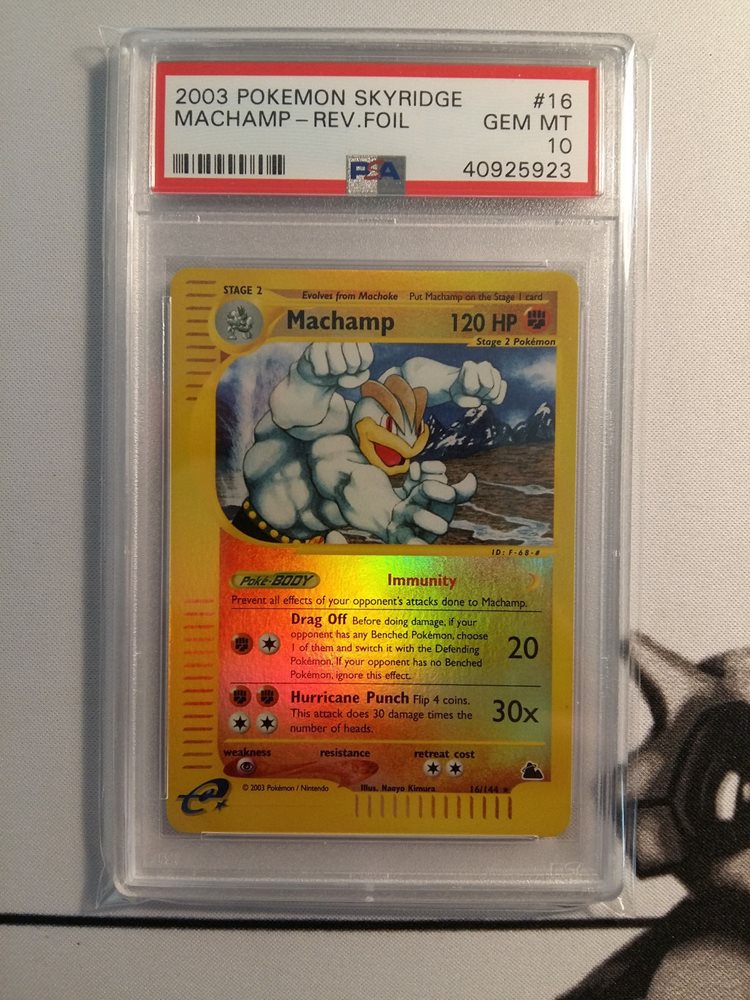 2003 POKEMON SKYRIDGE #16
MACHAMP - REV.FOIL GEM MT
10
PSA 40925923
STAGE 2
Evolves from Machoke Put Machamp on the Stage 1 card
Machamp 120 HP
Stage 2 Pokémon
ID: F-68-#
Poké-BODY Immunity
Prevent all effects of your opponent's attacks done to Machamp.
Drag Off Before doing damage, if your
opponent has any Benched Pokémon, choose
1 of them and switch it with the Defending
Pokémon. If your opponent has no Benched
Pokémon, ignore this effect.
20
Hurricane Punch Flip 4 coins.
This attack does 30 damage times the
number of heads.
30x
weakness resistance retreat cost
e
© 2003 Pokémon / Nintendo Illus. Naoyo Kimura 16/144 ★